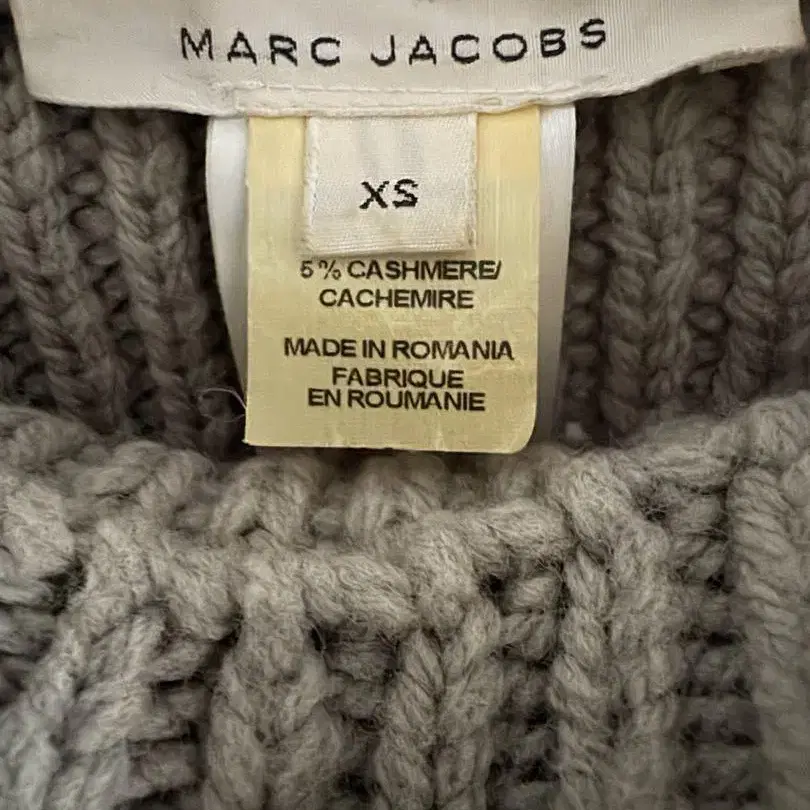 MARC JACOBS
XS
5% CASHMERE/
CACHEMIRE
MADE IN ROMANIA
FABRIQUE
EN ROUMANIE